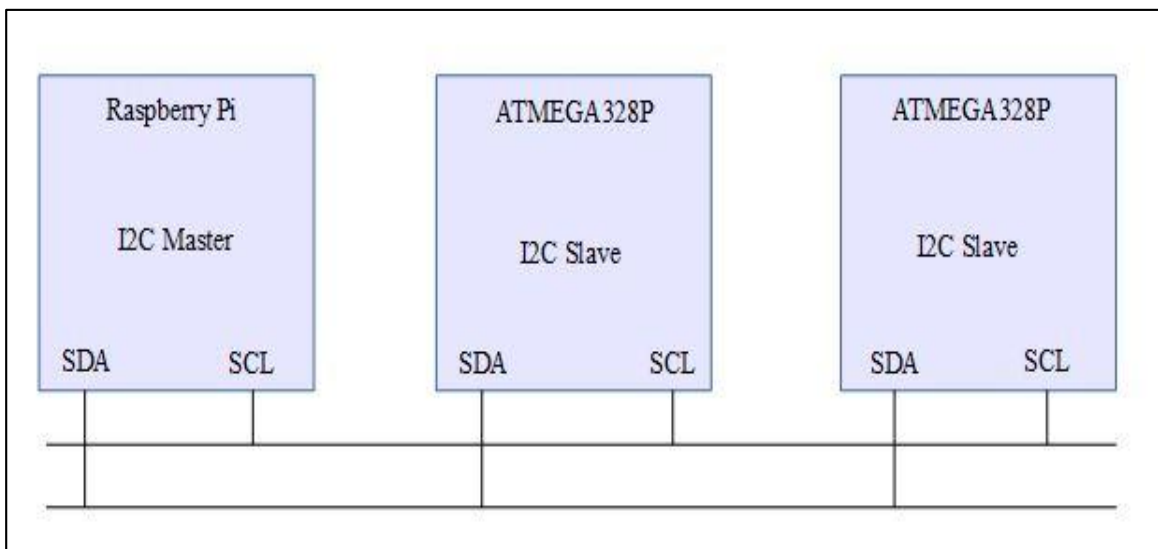 Raspberry Pi
I2C Master
SDA
SCL
ATMEGA328P
I2C Slave
SDA
SCL
ATMEGA328P
I2C Slave
SDA
SCL